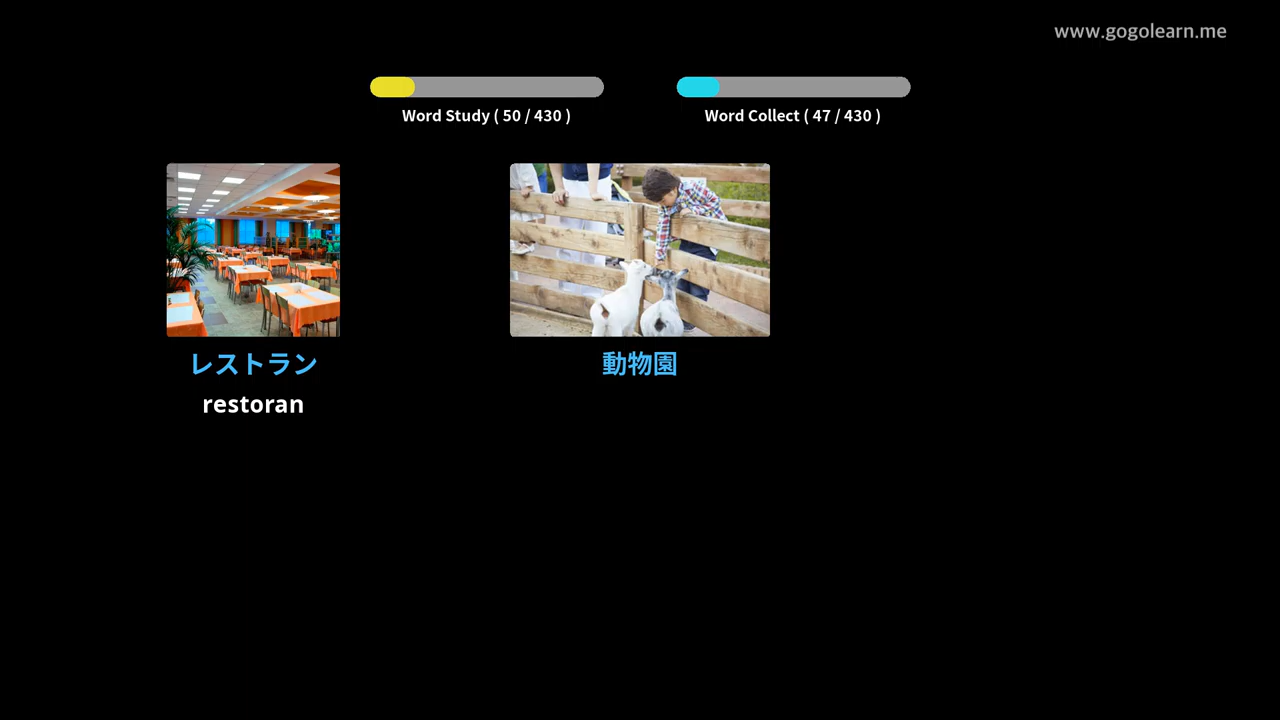 www.gogolearn.me
Word Study ( 50 / 430 )
Word Collect ( 47 / 430 )
レストラン
restoran
動物園